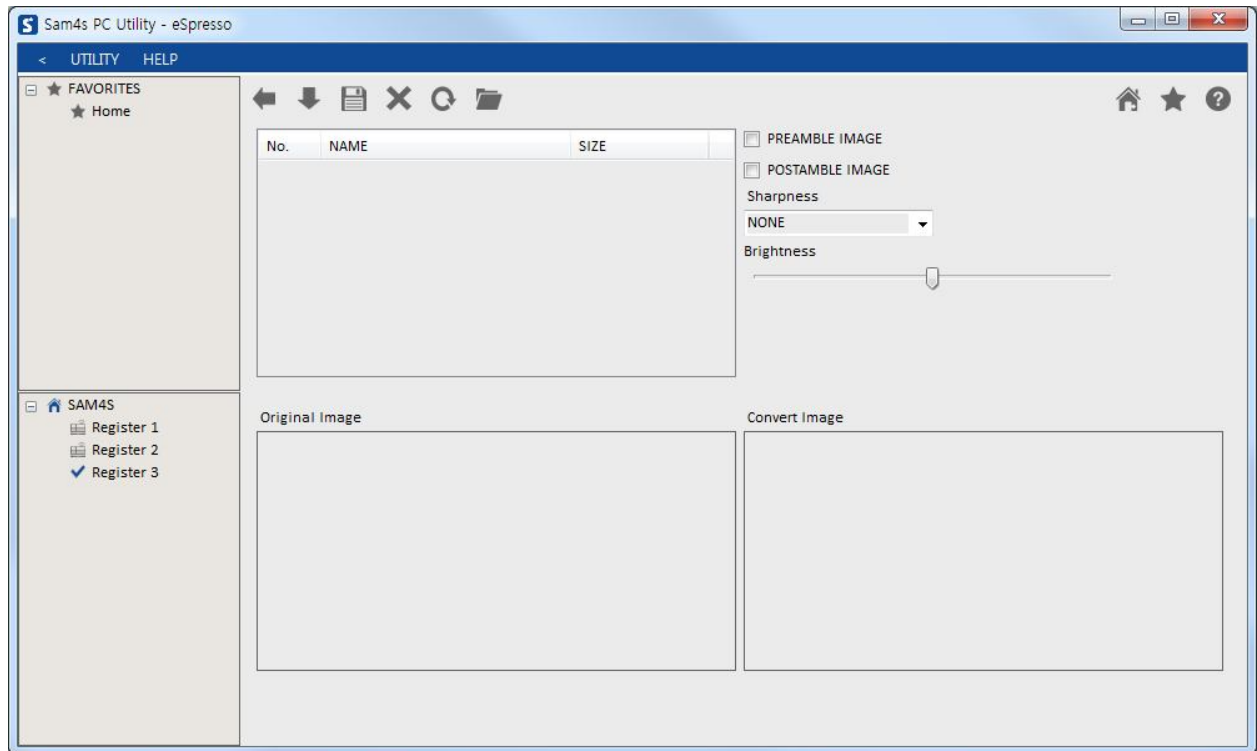 Sam4s PC Utility - eSpresso
< UTILITY HELP
FAVORITES
Home
No. NAME SIZE
PREAMBLE IMAGE
POSTAMBLE IMAGE
Sharpness
NONE
Brightness
SAM4S
Register 1
Register 2
Register 3
Original Image
Convert Image